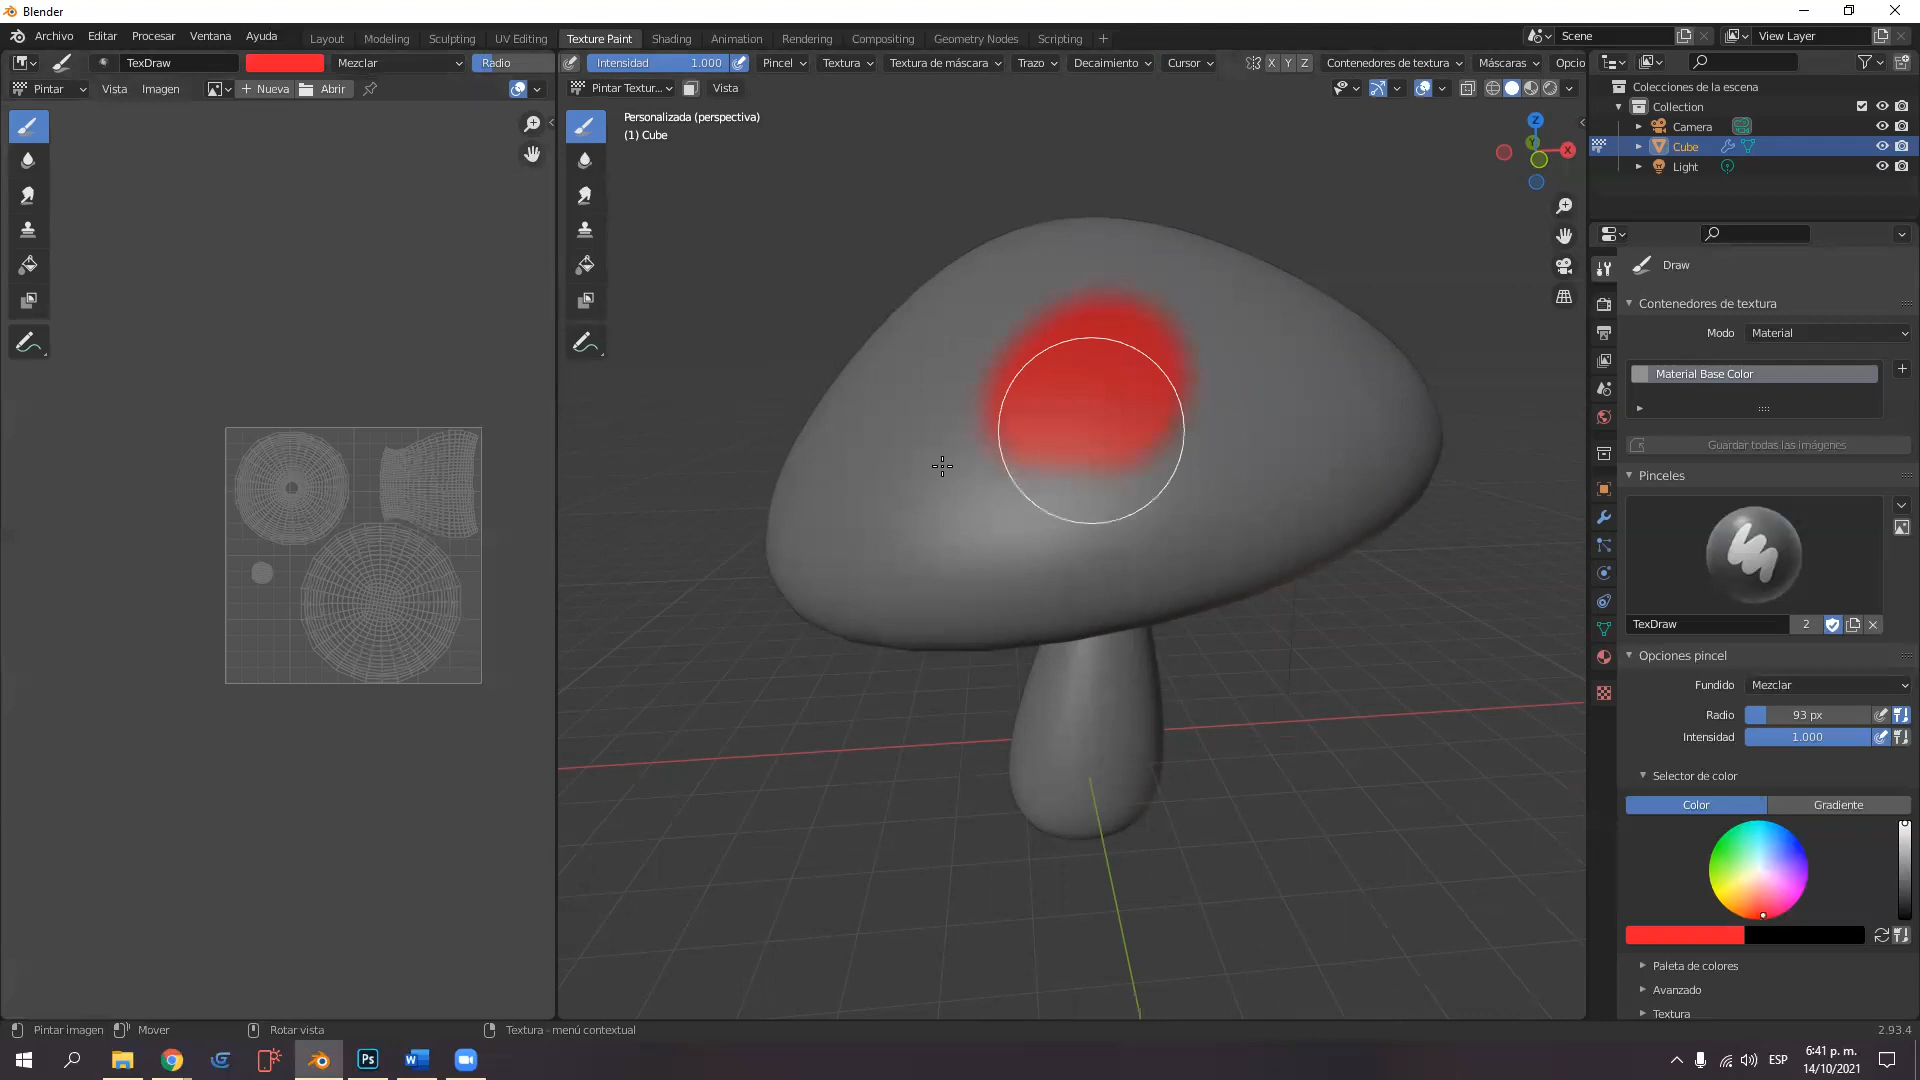 Blender
Archivo Editar Procesar Ventana Ayuda Layout Modeling Sculpting UV Editing Texture Paint Shading Animation Rendering Compositing Geometry Nodes Scripting + Scene View Layer
TexDraw Mezclar Radio Intensidad 1.000 Pincel Textura Textura de máscara Trazo Decaimiento Cursor X Y Z Contenedores de textura Máscaras Opcio
Pintar Vista Imagen + Nueva Abrir Pintar Textur... Vista
Colecciones de la escena
Collection
Camera
Cube
Light
Personalizada (perspectiva)
(1) Cube
Z
Y
X
Draw
Contenedores de textura
Modo Material
Material Base Color
Guardar todas las imágenes
Pinceles
TexDraw 2
Opciones pincel
Fundido Mezclar
Radio 93 px
Intensidad 1.000
Selector de color
Color Gradiente
Paleta de colores
Avanzado
Textura
Pintar imagen Mover Rotar vista Textura - menú contextual 2.93.4
Ps W ESP 6:41 p. m.
14/10/2021